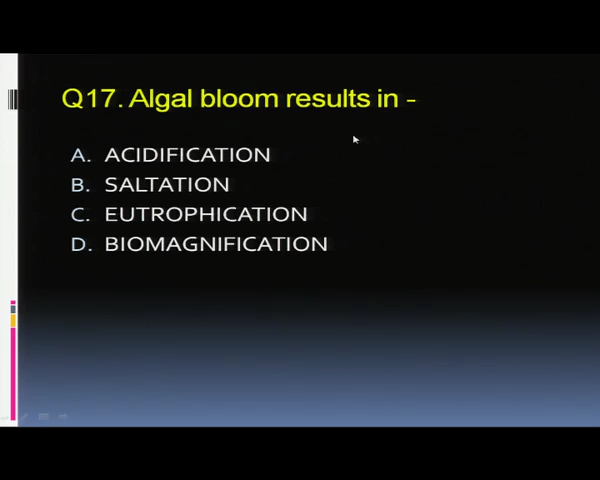 Q17. Algal bloom results in -
A. ACIDIFICATION
B. SALTATION
C. EUTROPHICATION
D. BIOMAGNIFICATION